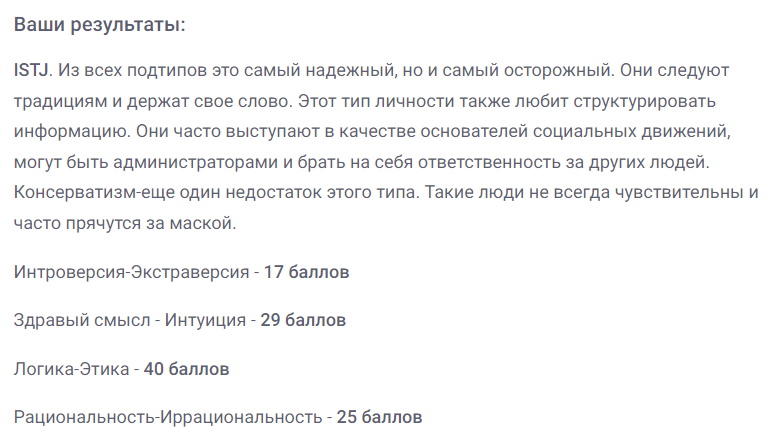 Ваши результаты:
ISTJ. Из всех подтипов это самый надежный, но и самый осторожный. Они следуют
традициям и держат свое слово. Этот тип личности также любит структурировать
информацию. Они часто выступают в качестве основателей социальных движений,
могут быть администраторами и брать на себя ответственность за других людей.
Консерватизм-еще один недостаток этого типа. Такие люди не всегда чувствительны и
часто прячутся за маской.
Интроверсия-Экстраверсия - 17 баллов
Здравый смысл - Интуиция - 29 баллов
Логика-Этика - 40 баллов
Рациональность-Иррациональность - 25 баллов